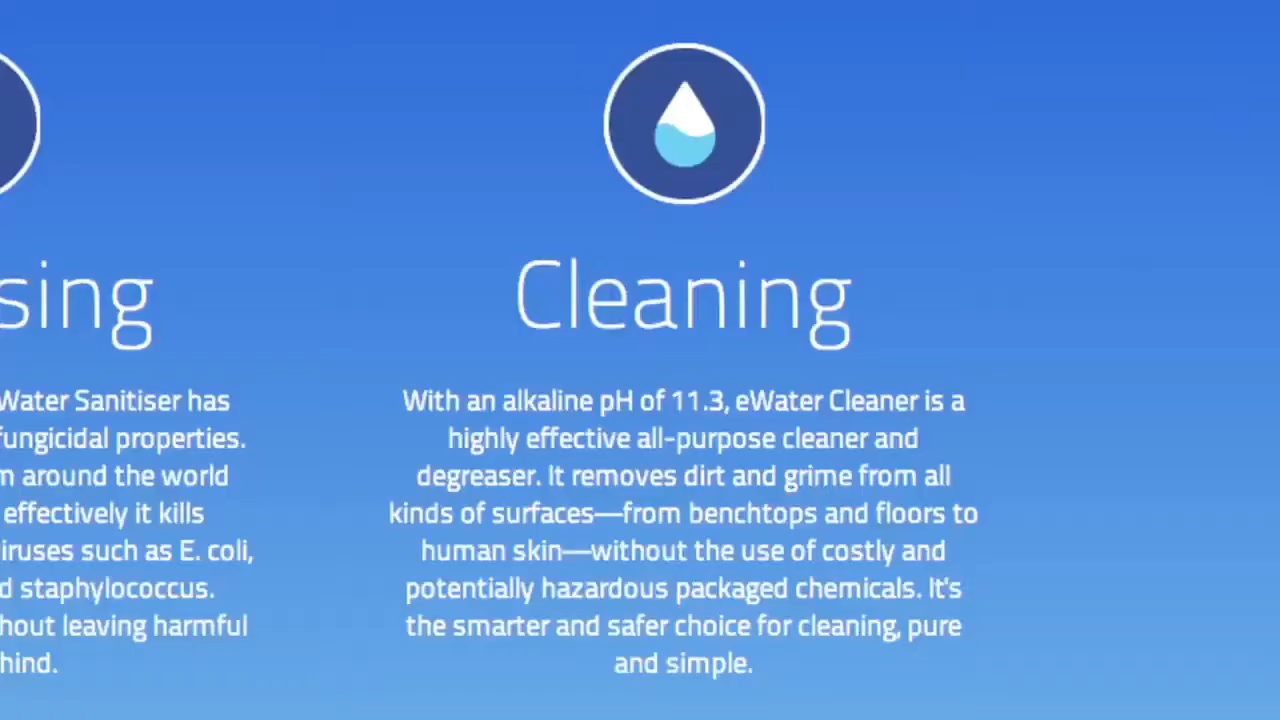 sing
Water Sanitiser has
fungicidal properties.
around the world
effectively it kills
such as E. coli,
staphylococcus.
leaving harmful
Cleaning
With an alkaline pH of 11.3, eWater Cleaner is a
highly effective all-purpose cleaner and
degreaser. It removes dirt and grime from all
kinds of surfaces—from benchtops and floors to
human skin—without the use of costly and
potentially hazardous packaged chemicals. It's
the smarter and safer choice for cleaning, pure
and simple.